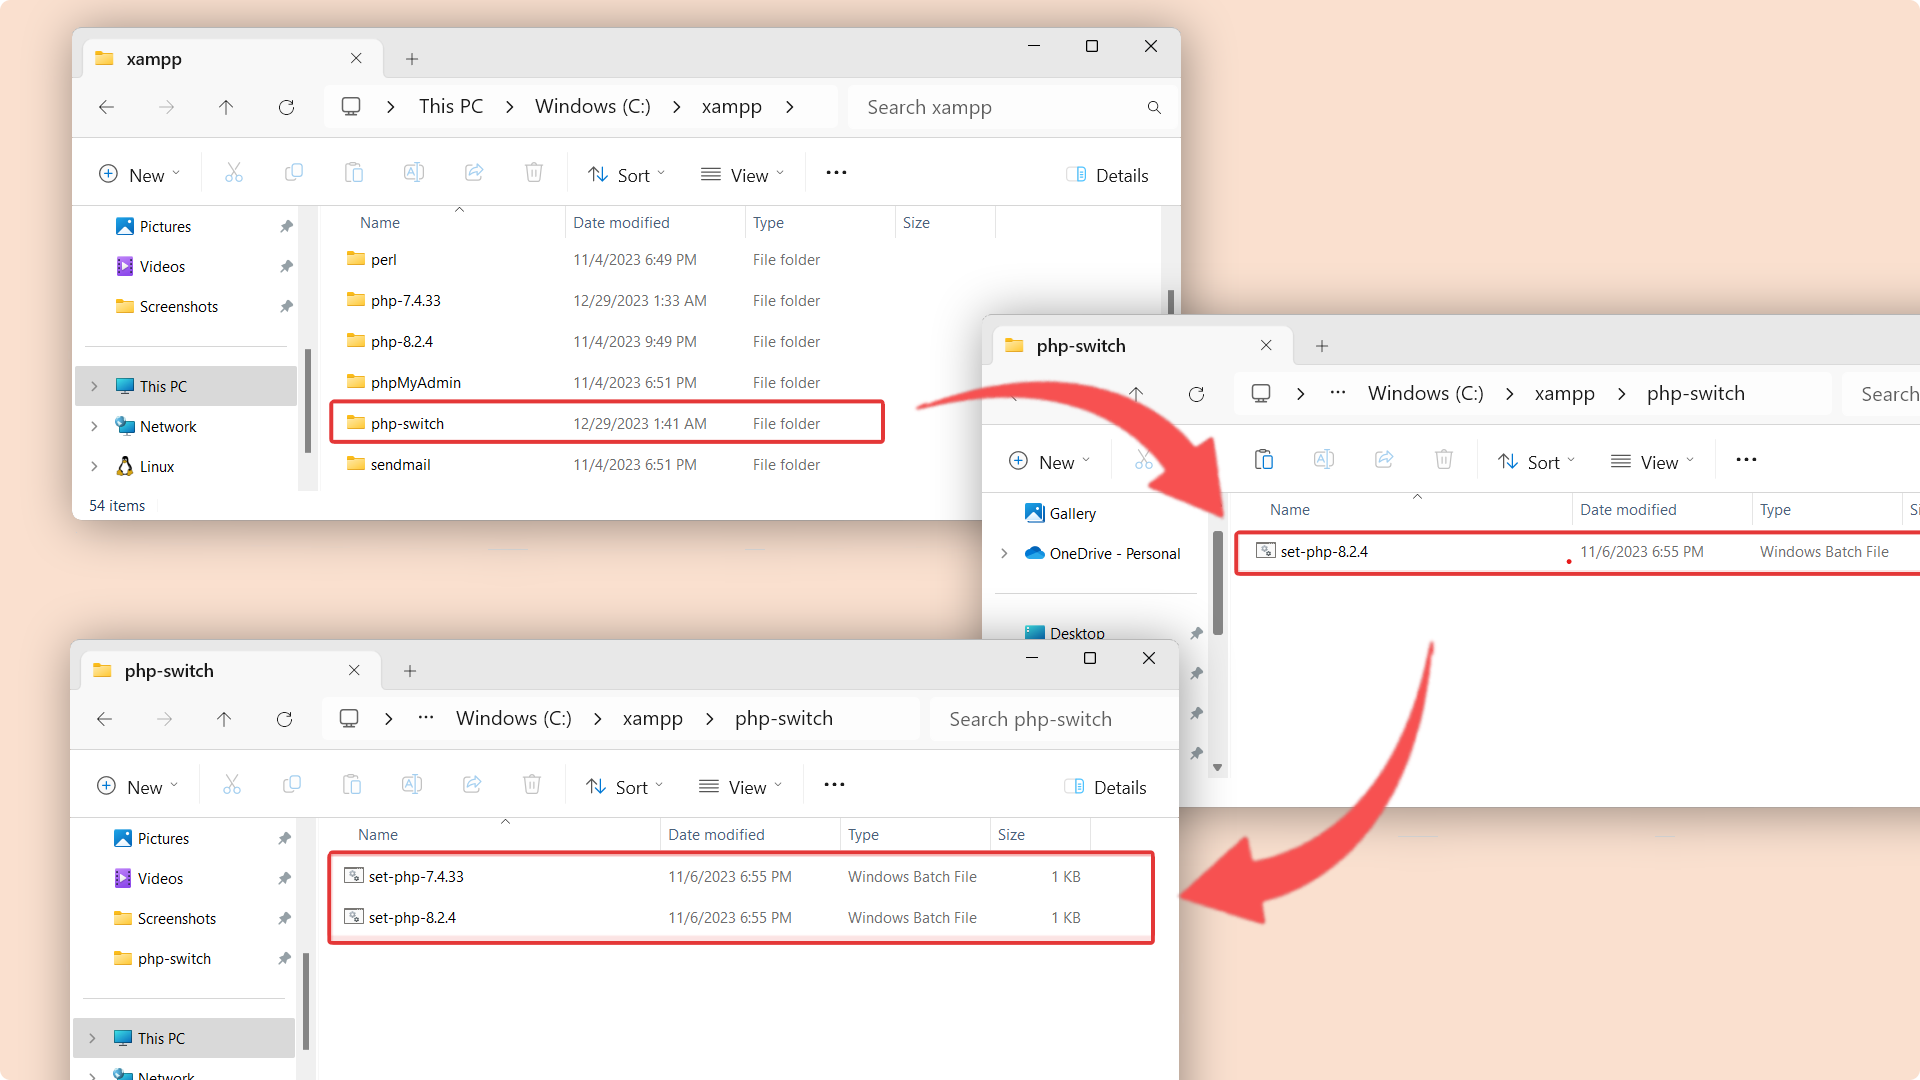 xampp
This PC
Windows (C:)
xampp
Search xampp
New
Sort
View
Details
Pictures
Videos
Screenshots
This PC
Network
Linux
Name
Date modified
Type
Size
perl 11/4/2023 6:49 PM File folder
php-7.4.33 12/29/2023 1:33 AM File folder
php-8.2.4 11/4/2023 9:49 PM File folder
phpMyAdmin 11/4/2023 6:51 PM File folder
php-switch 12/29/2023 1:41 AM File folder
sendmail 11/4/2023 6:51 PM File folder
54 items
php-switch
Windows (C:)
xampp
php-switch
Search
New
Sort
View
Gallery
OneDrive - Personal
Desktop
Name
Date modified
Type
set-php-8.2.4 11/6/2023 6:55 PM Windows Batch File
php-switch
Windows (C:)
xampp
php-switch
Search php-switch
New
Sort
View
Details
Pictures
Videos
Screenshots
php-switch
This PC
Network
Name
Date modified
Type
Size
set-php-7.4.33 11/6/2023 6:55 PM Windows Batch File 1 KB
set-php-8.2.4 11/6/2023 6:55 PM Windows Batch File 1 KB